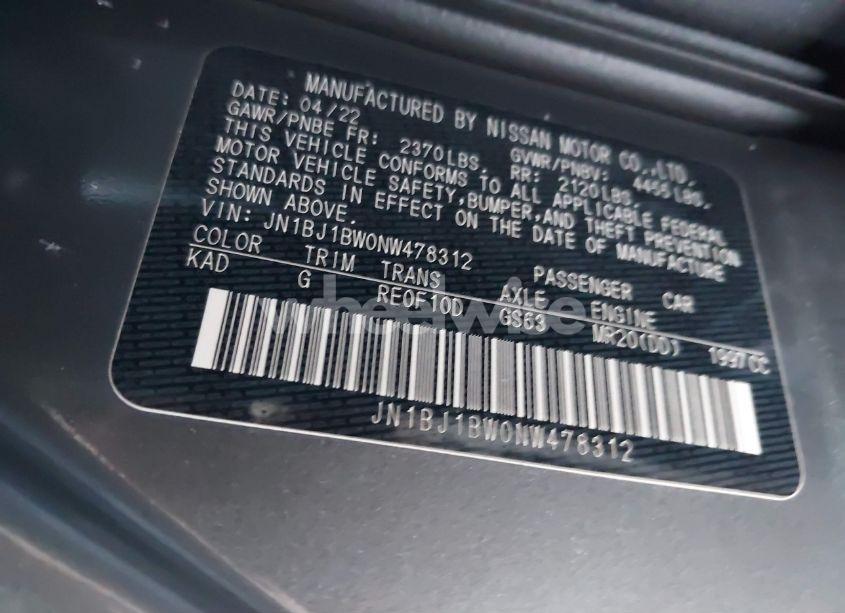 MANUFACTURED BY NISSAN MOTOR CO.,LTD.
DATE: 04/22 GVWR/PNBV: 4455 LBS.
GAWR/PNBE FR: 2370LBS. RR: 2120LBS.
THIS VEHICLE CONFORMS TO ALL APPLICABLE FEDERAL
MOTOR VEHICLE SAFETY,BUMPER,AND THEFT PREVENTION
STANDARDS IN EFFECT ON THE DATE OF MANUFACTURE
SHOWN ABOVE.
VIN: JN1BJ1BW0NW478312 PASSENGER CAR
COLOR TRIM TRANS AXLE ENGINE
KAD G RE0F10D GS63 MR20(DD) 1997CC
wheelwise
JN1BJ1BW0NW478312